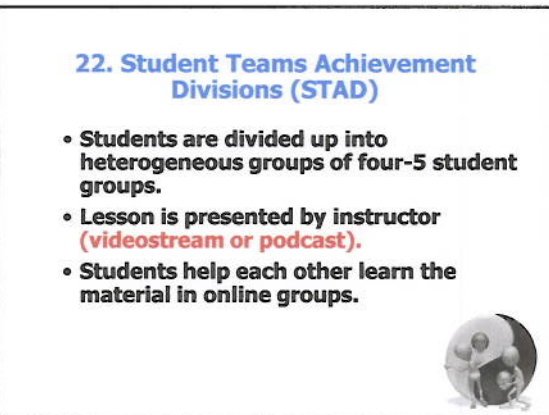 22. Student Teams Achievement
Divisions (STAD)
• Students are divided up into
heterogeneous groups of four-5 student
groups.
• Lesson is presented by instructor
(videostream or podcast).
• Students help each other learn the
material in online groups.